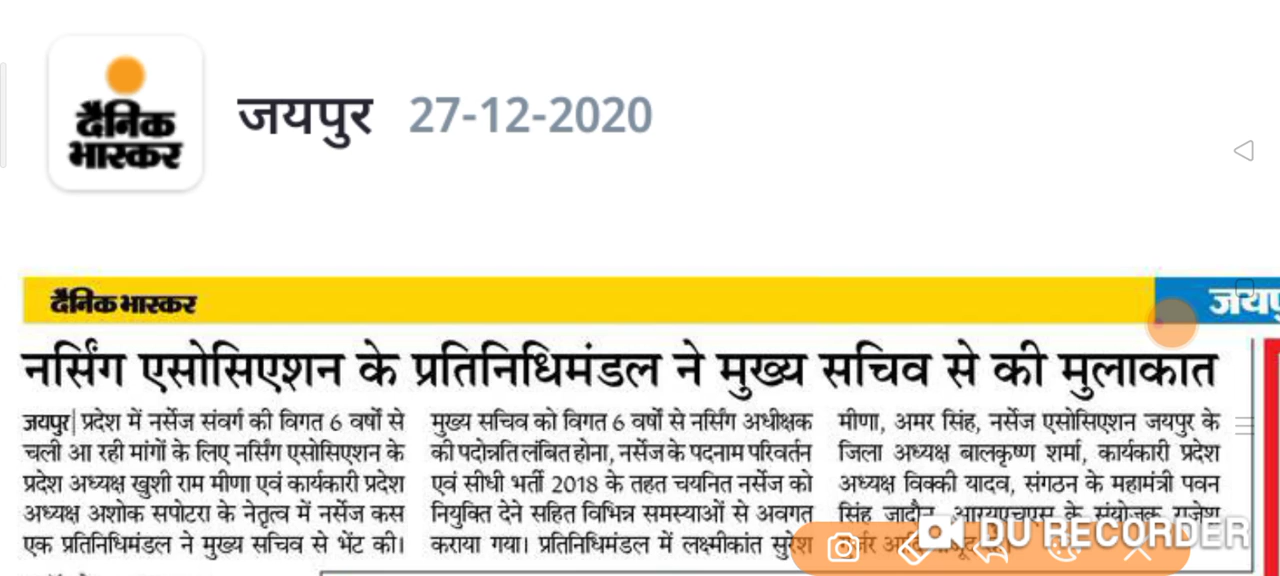 दैनिक
भास्कर
जयपुर 27-12-2020
दैनिक भास्कर
नर्सिंग एसोसिएशन के प्रतिनिधिमंडल ने मुख्य सचिव से की मुलाकात
जयपुर| प्रदेश में नर्सेज संवर्ग की विगत 6 वर्षों से
चली आ रही मांगों के लिए नर्सिंग एसोसिएशन के
प्रदेश अध्यक्ष खुशी राम मीणा एवं कार्यकारी प्रदेश
अध्यक्ष अशोक सपोटरा के नेतृत्व में नर्सेज कस
एक प्रतिनिधिमंडल ने मुख्य सचिव से भेंट की।
मुख्य सचिव को विगत 6 वर्षों से नर्सिंग अधीक्षक
की पदोन्नति लंबित होना, नर्सेज के पदनाम परिवर्तन
एवं सीधी भर्ती 2018 के तहत चयनित नर्सेज को
नियुक्ति देने सहित विभिन्न समस्याओं से अवगत
कराया गया। प्रतिनिधिमंडल में लक्ष्मीकांत सुरेश
मीणा, अमर सिंह, नर्सेज एसोसिएशन जयपुर के
जिला अध्यक्ष बालकृष्ण शर्मा, कार्यकारी प्रदेश
अध्यक्ष विक्की यादव, संगठन के महामंत्री पवन
सिंह जादौन, के संयोजक राजेश
DU RECORDER